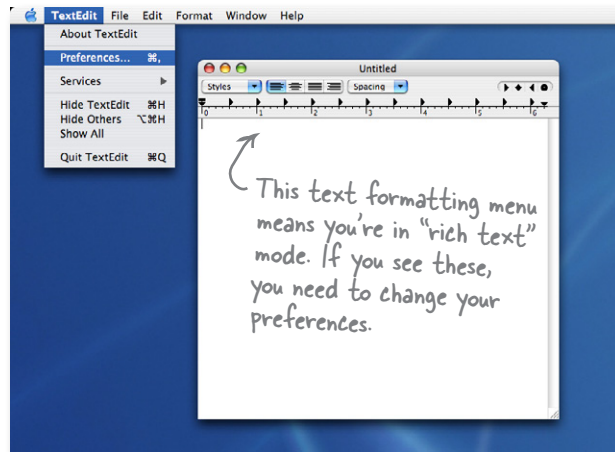 TextEdit File Edit Format Window Help
About TextEdit
Preferences... ⌘,
Services
Hide TextEdit ⌘H
Hide Others ⌥⌘H
Show All
Quit TextEdit ⌘Q
Untitled
Styles Spacing
0 1 2 3 4 5 6
This text formatting menu
means you're in “rich text”
mode. If you see these,
you need to change your
preferences.